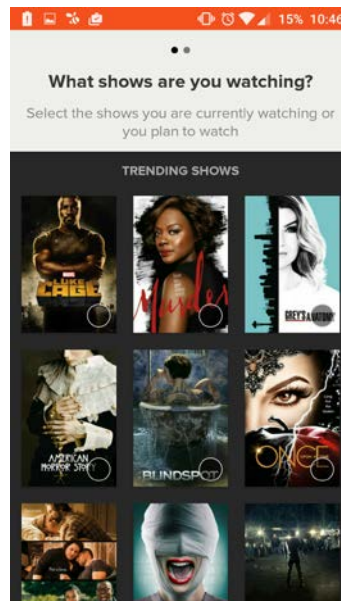 15% 10:46
What shows are you watching?
Select the shows you are currently watching or
you plan to watch
TRENDING SHOWS
MARVEL
LUKE
CAGE
Murder
GREY'S ANATOMY
AMERICAN
HORROR STORY
BLINDSPOT
ONCE